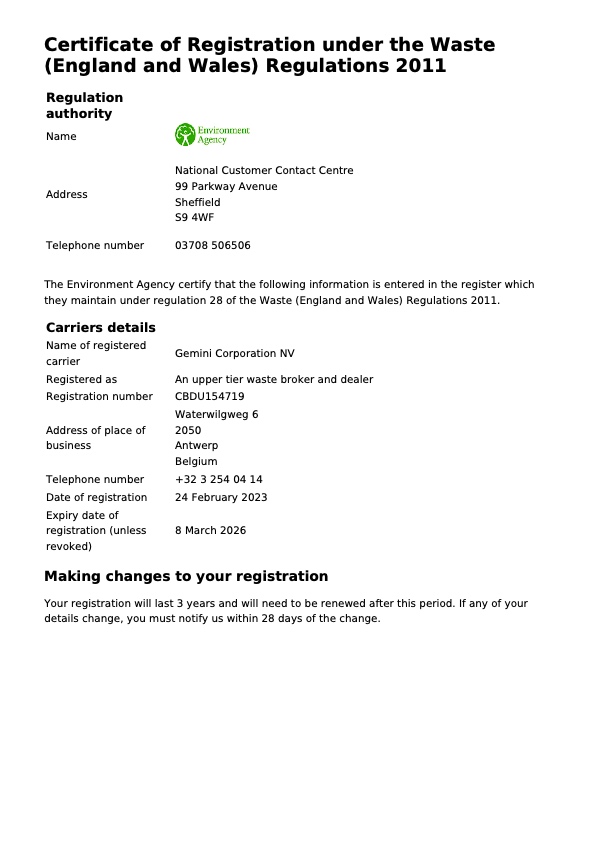 Certificate of Registration under the Waste
(England and Wales) Regulations 2011
Regulation
authority
Name
Environment
Agency
Address
National Customer Contact Centre
99 Parkway Avenue
Sheffield
S9 4WF
Telephone number
03708 506506
The Environment Agency certify that the following information is entered in the register which
they maintain under regulation 28 of the Waste (England and Wales) Regulations 2011.
Carriers details
Name of registered
carrier
Gemini Corporation NV
Registered as
An upper tier waste broker and dealer
Registration number
CBDU154719
Address of place of
business
Waterwilgweg 6
2050
Antwerp
Belgium
Telephone number
+32 3 254 04 14
Date of registration
24 February 2023
Expiry date of
registration (unless
revoked)
8 March 2026
Making changes to your registration
Your registration will last 3 years and will need to be renewed after this period. If any of your
details change, you must notify us within 28 days of the change.